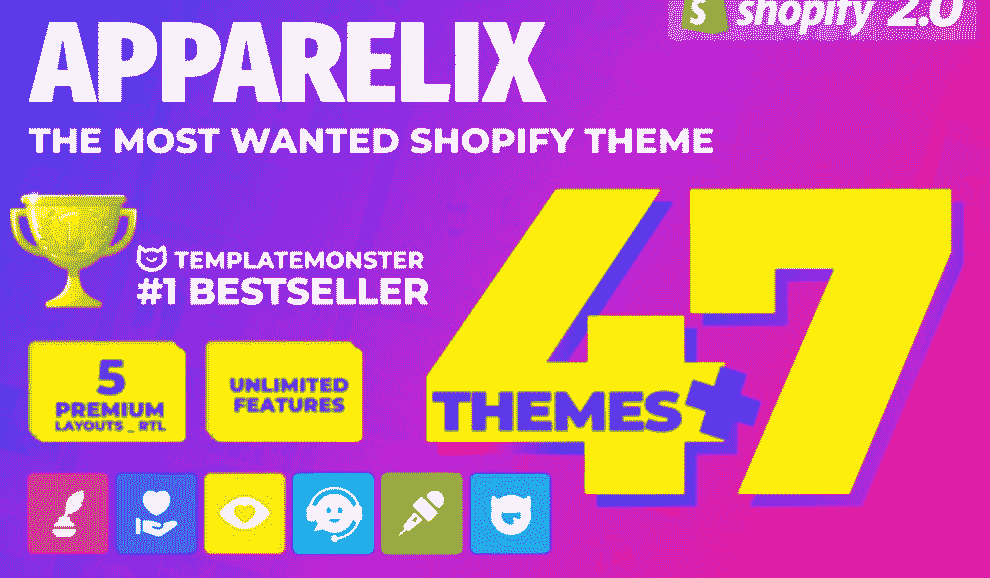 shopify 2.0
APPARELIX
THE MOST WANTED SHOPIFY THEME
TEMPLATEMONSTER
#1 BESTSELLER
47
THEMES+
5
PREMIUM
LAYOUTS _ RTL
UNLIMITED
FEATURES